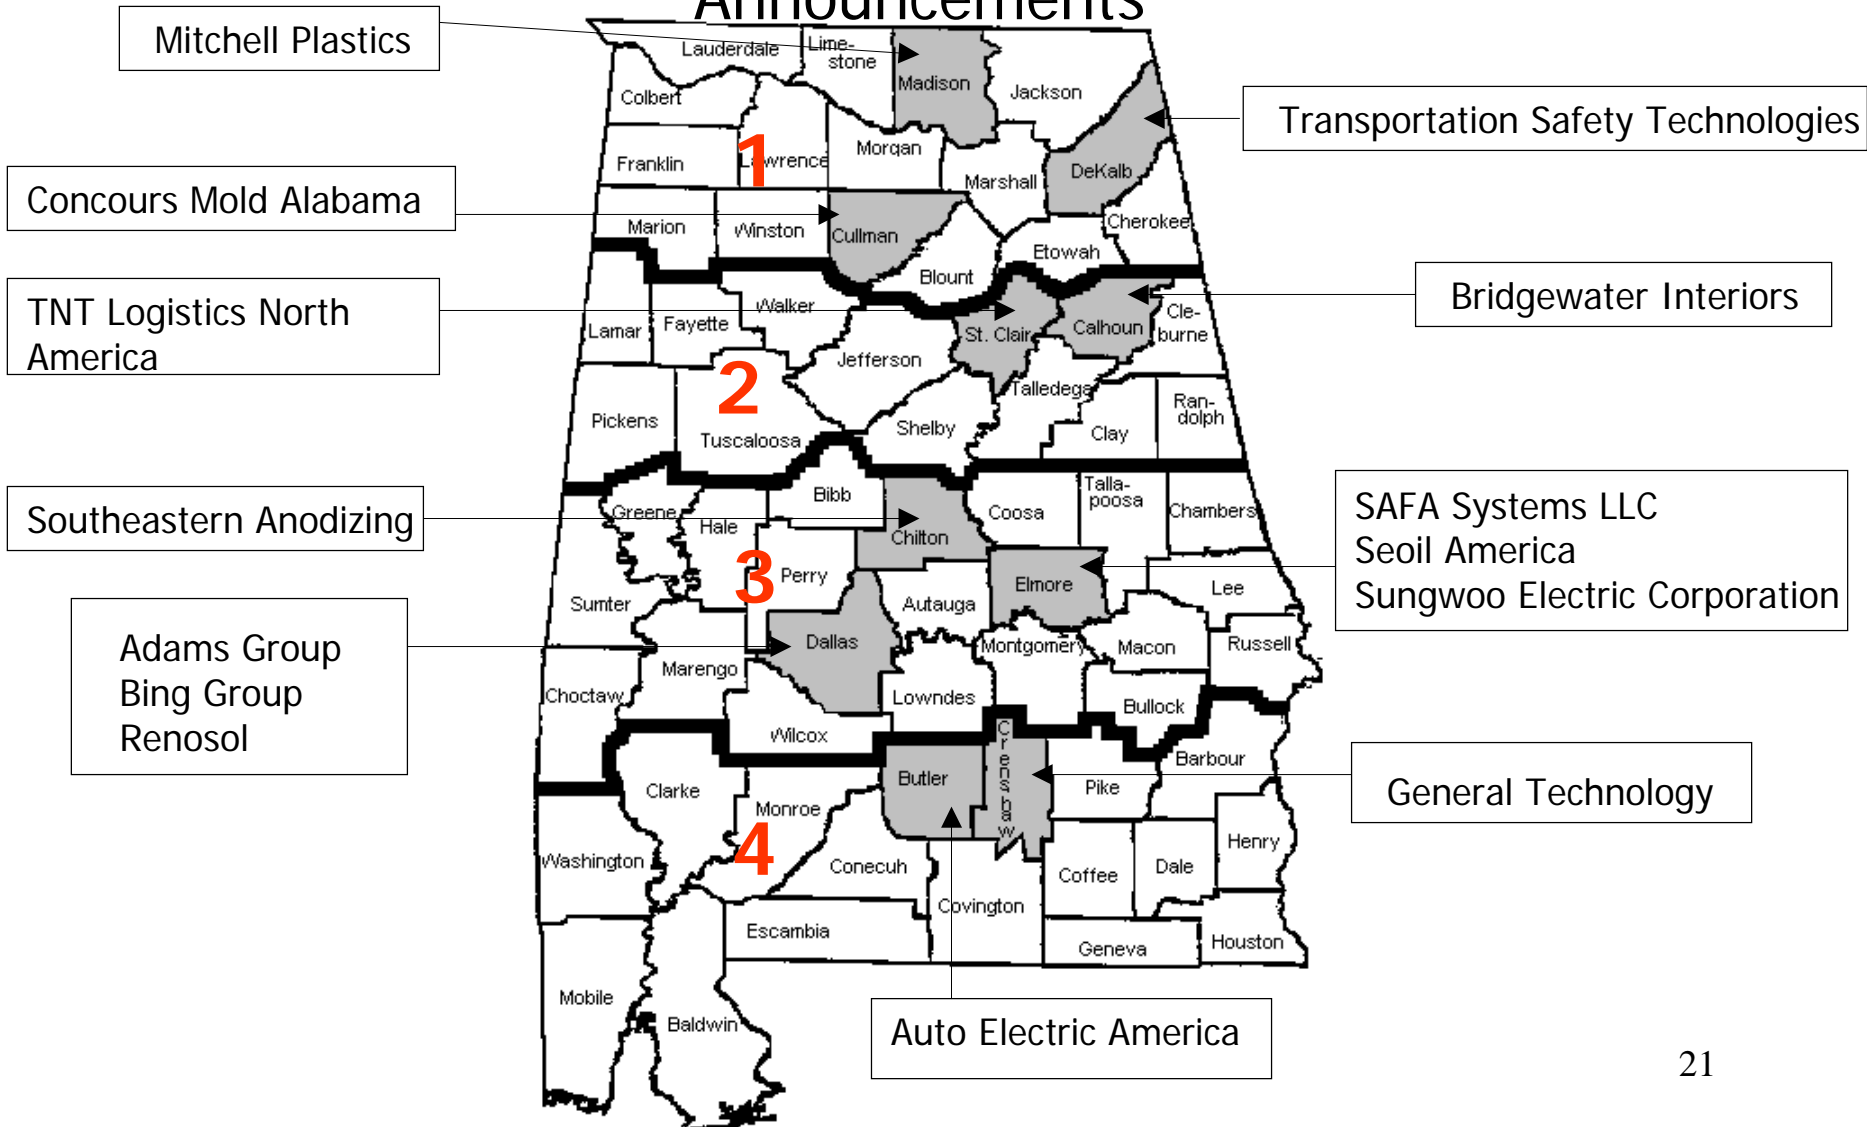 Announcements
Mitchell Plastics
Transportation Safety Technologies
Concours Mold Alabama
TNT Logistics North
America
Bridgewater Interiors
Southeastern Anodizing
SAFA Systems LLC
Seoil America
Sungwoo Electric Corporation
Adams Group
Bing Group
Renosol
General Technology
Auto Electric America
Lauderdale
Lime-
stone
Madison
Jackson
Colbert
1
Lawrence
Franklin
Morgan
Marshall
DeKalb
Cherokee
Marion
Winston
Cullman
Blount
Etowah
Walker
Fayette
Lamar
Jefferson
St. Clair
Calhoun
Cle-
burne
2
Talledega
Pickens
Tuscaloosa
Shelby
Clay
Ran-
dolph
Bibb
Greene
Hale
Chilton
Coosa
Talla-
poosa
Chambers
3
Perry
Sumter
Autauga
Elmore
Lee
Dallas
Montgomery
Macon
Russell
Marengo
Choctaw
Lowndes
Bullock
Wilcox
Crenshaw
Butler
Pike
Barbour
Clarke
Monroe
4
Washington
Conecuh
Coffee
Dale
Henry
Covington
Escambia
Geneva
Houston
Mobile
Baldwin
21